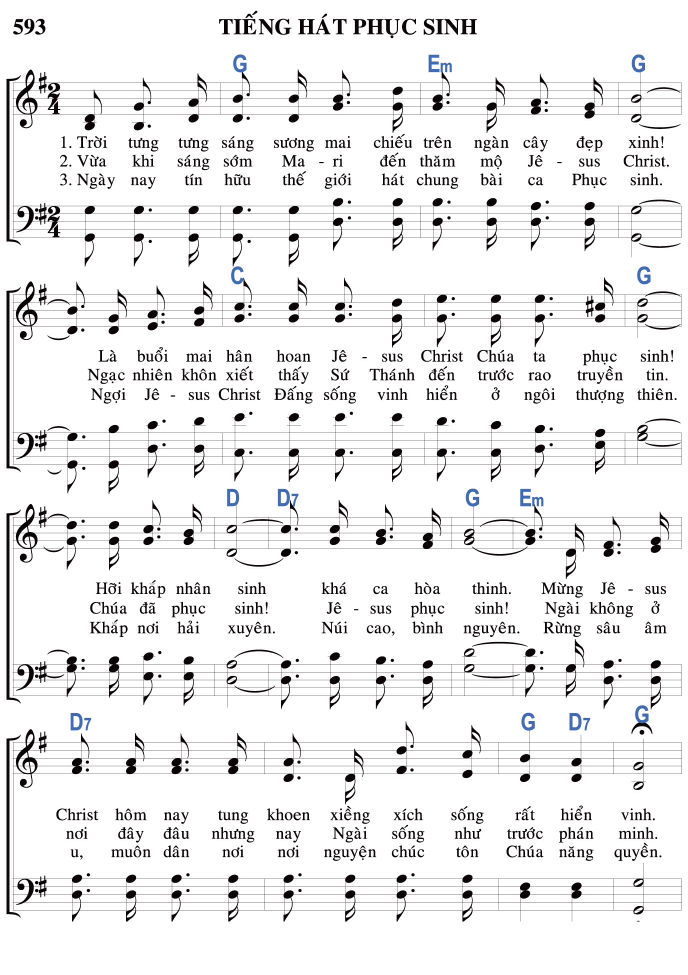 593 TIẾNG HÁT PHỤC SINH
G Em G
1. Trời tưng tưng sáng sương mai chiếu trên ngàn cây đẹp xinh!
2. Vừa khi sáng sớm Ma - ri đến thăm mộ Jê - sus Christ.
3. Ngày nay tín hữu thế giới hát chung bài ca Phục sinh.
C G
Là buổi mai hân hoan Jê - sus Christ Chúa ta phục sinh!
Ngạc nhiên khôn xiết thấy Sứ Thánh đến trước rao truyền tin.
Ngợi Jê - sus Christ Đấng sống vinh hiển ở ngôi thượng thiên.
D D7 G Em
Hỡi khắp nhân sinh khá ca hòa thinh. Mừng Jê - sus
Chúa đã phục sinh! Jê - sus phục sinh! Ngài không ở
Khắp nơi hải xuyên. Núi cao, bình nguyên. Rừng sâu âm
D7 G D7 G
Christ hôm nay tung khoen xiềng xích sống rất hiển vinh.
nơi đây đâu nhưng nay Ngài sống như trước phán minh.
u, muôn dân nơi nơi nguyện chúc tôn Chúa năng quyền.